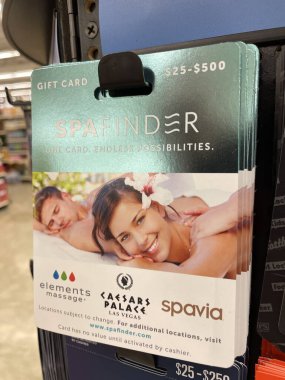 GIFT CARD $25-$500
SPAFINDER
ONE CARD. ENDLESS POSSIBILITIES.
elements
massage
CAESARS
PALACE
LAS VEGAS
spavia
Locations subject to change. For additional locations, visit
www.spafinder.com
Card has no value until activated by cashier.
$25-$250